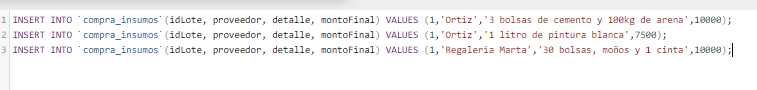 1 INSERT INTO `compra_insumos`(idLote, proveedor, detalle, montoFinal) VALUES (1,'Ortiz','3 bolsas de cemento y 100kg de arena',10000);
2 INSERT INTO `compra_insumos`(idLote, proveedor, detalle, montoFinal) VALUES (1,'Ortiz','1 litro de pintura blanca',7500);
3 INSERT INTO `compra_insumos`(idLote, proveedor, detalle, montoFinal) VALUES (1,'Regaleria Marta','30 bolsas, moños y 1 cinta',10000);